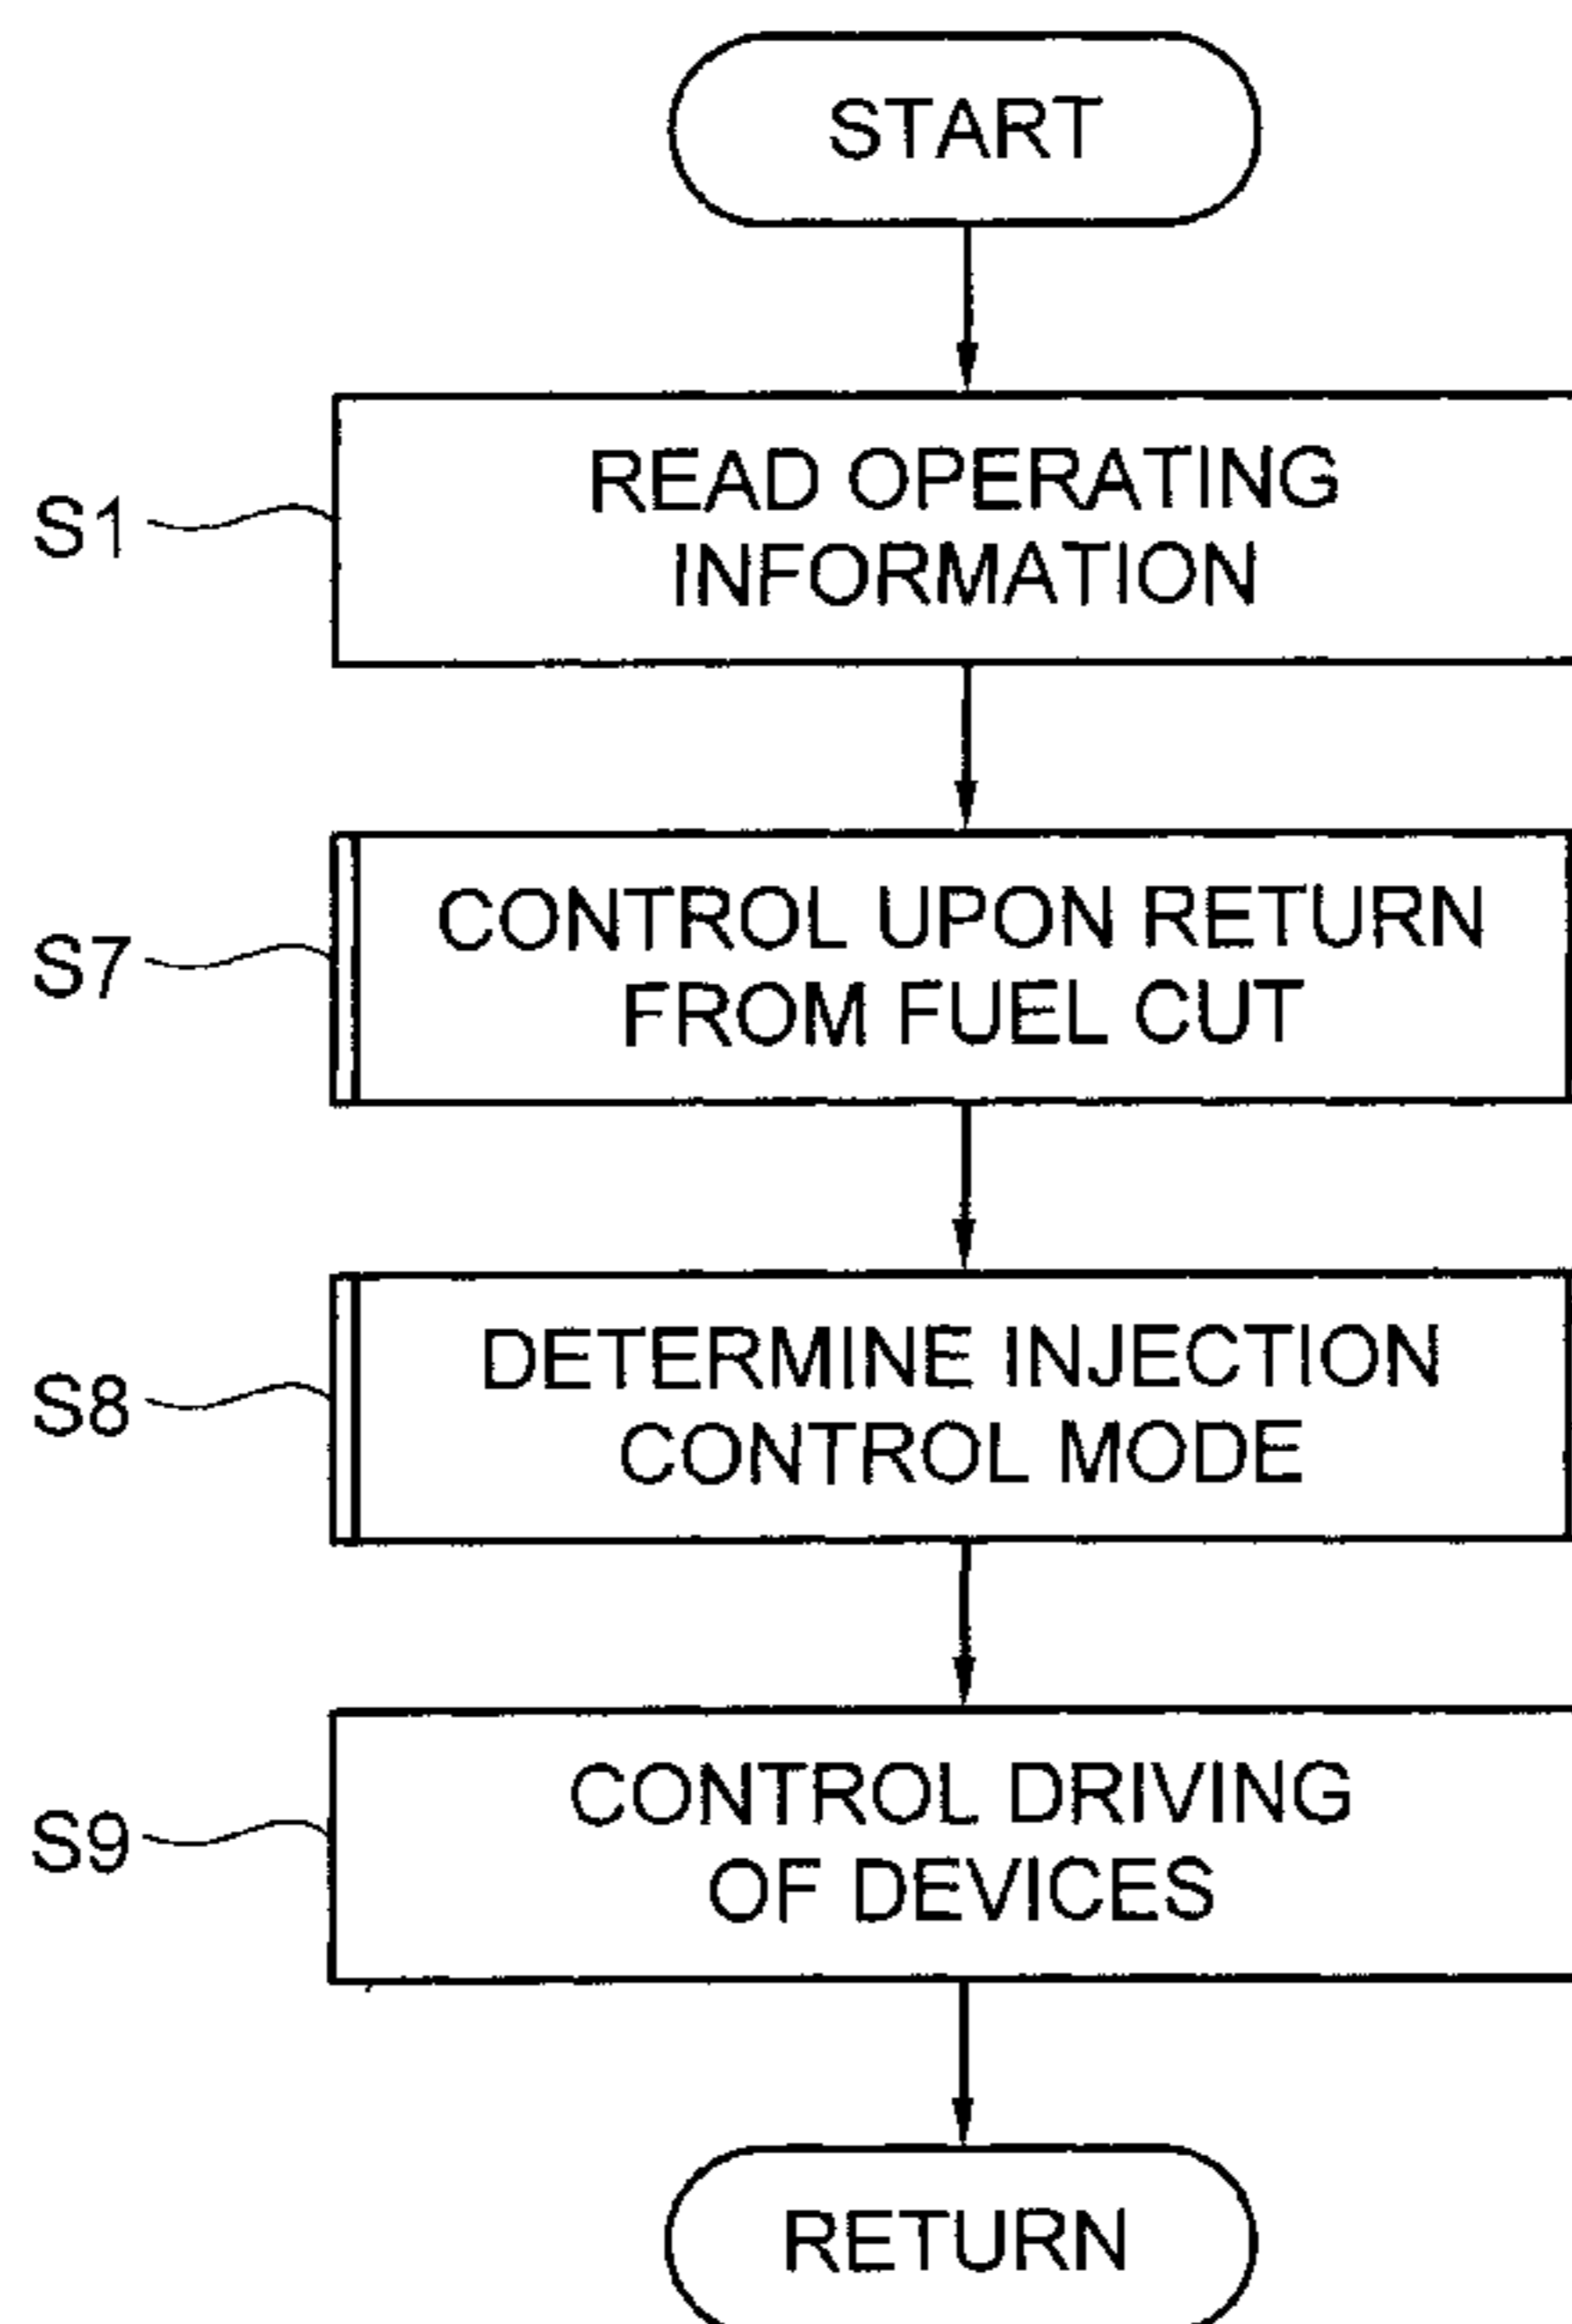 START
S1
READ OPERATING
INFORMATION
S7
CONTROL UPON RETURN
FROM FUEL CUT
S8
DETERMINE INJECTION
CONTROL MODE
S9
CONTROL DRIVING
OF DEVICES
RETURN